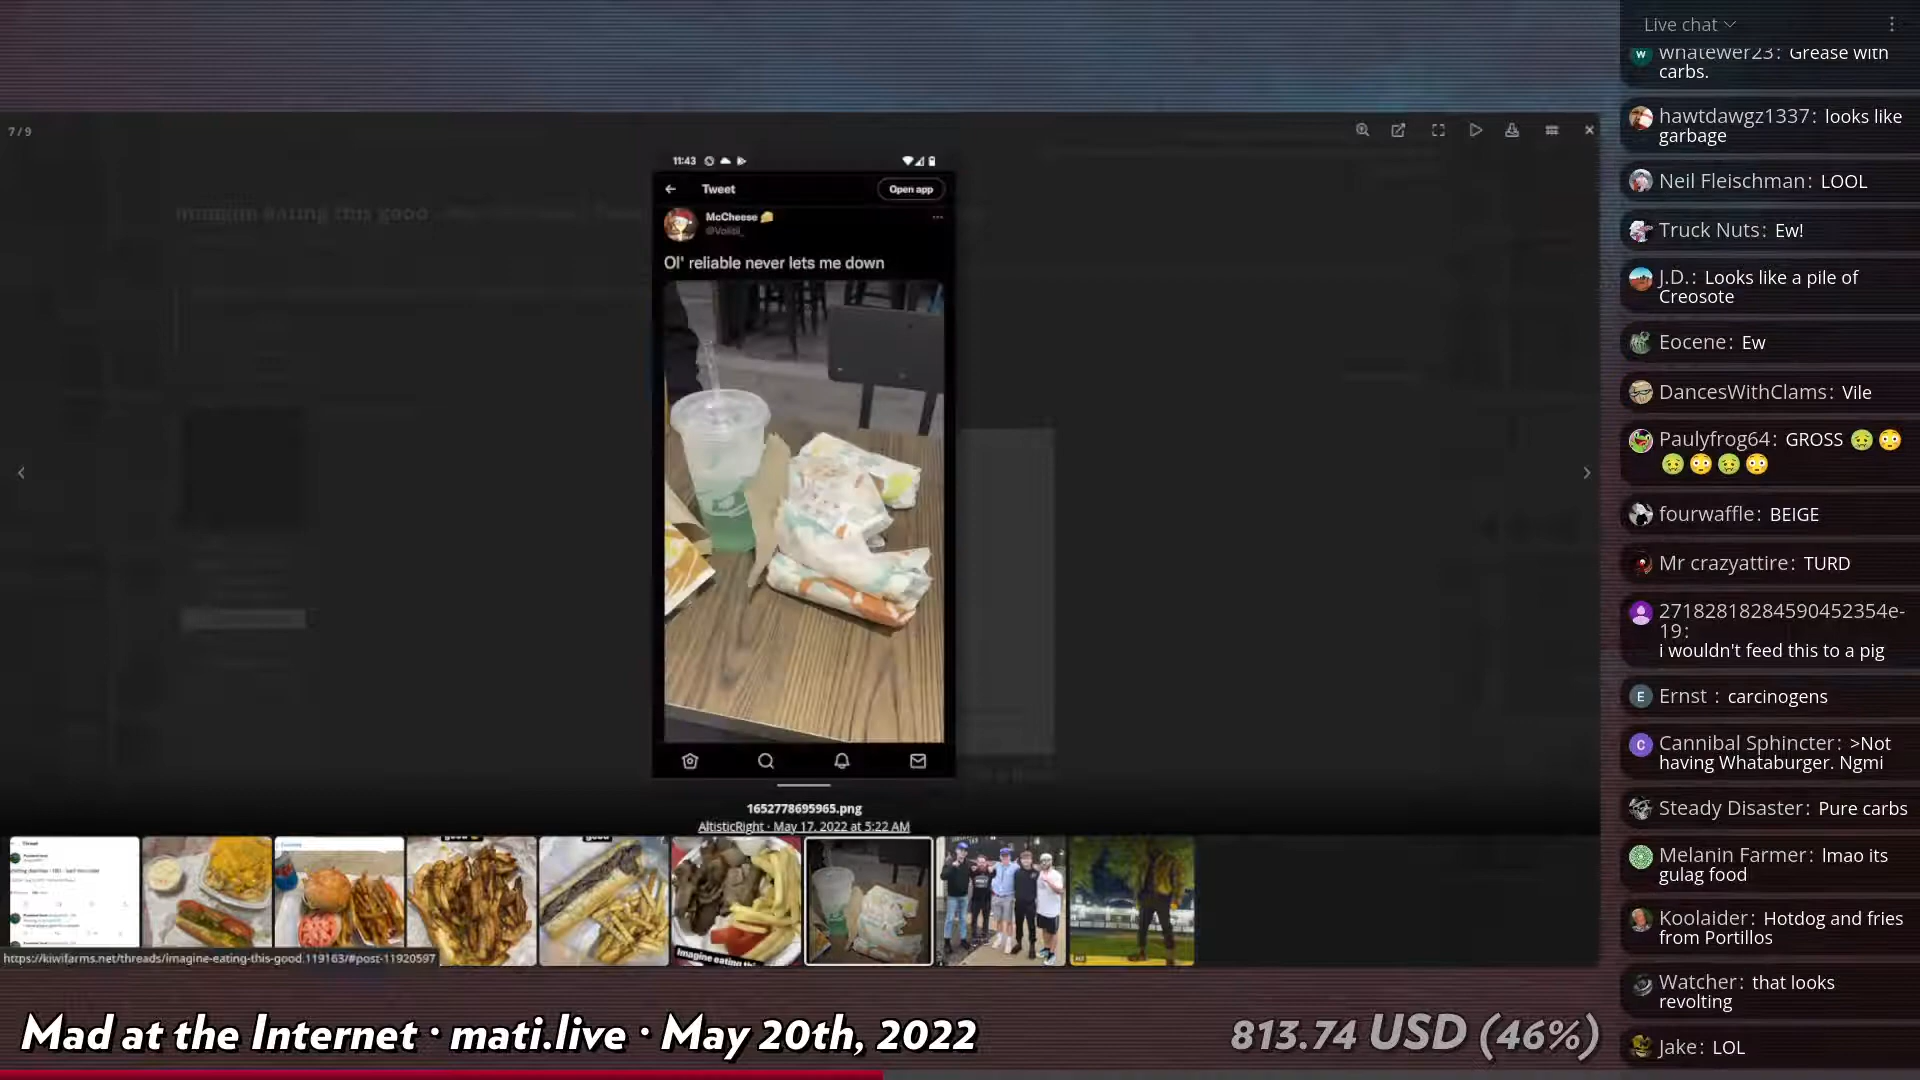 Live chat
whatewer23: Grease with
carbs.
hawtdawgz1337: looks like
garbage
Neil Fleischman: LOOL
Truck Nuts: Ew!
J.D.: Looks like a pile of
Creosote
Eocene: Ew
DancesWithClams: Vile
Paulyfrog64: GROSS 🤢😳
🤢😳🤢😳
fourwaffle: BEIGE
Mr crazyattire: TURD
27182818284590452354e-
19:
i wouldn't feed this to a pig
Ernst : carcinogens
Cannibal Sphincter: >Not
having Whataburger. Ngmi
Steady Disaster: Pure carbs
Melanin Farmer: lmao its
gulag food
Koolaider: Hotdog and fries
from Portillos
Watcher: that looks
revolting
Jake: LOL
7 / 9
11:43
Tweet
Open app
McCheese 🧀
Ol' reliable never lets me down
1652778695965.png
AltisticRight · May 17, 2022 at 5:22 AM
https://kiwifarms.net/threads/imagine-eating-this-good.119163/#post-11920597
Mad at the Internet · mati.live · May 20th, 2022
813.74 USD (46%)